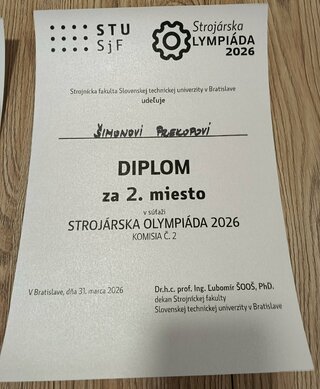 STU
SjF
Strojárska
LYMPIÁDA
2026
Strojnícka fakulta Slovenskej technickej univerzity v Bratislave
udeľuje
ŠIMONOVI PREKOPOVI
DIPLOM
za 2. miesto
v súťaži
STROJÁRSKA OLYMPIÁDA 2026
KOMISIA Č. 2
V Bratislave, dňa 31. marca 2026
Dr.h.c. prof. Ing. Ľubomír ŠOOŠ, PhD.
dekan Strojníckej fakulty
Slovenskej technickej univerzity v Bratislave